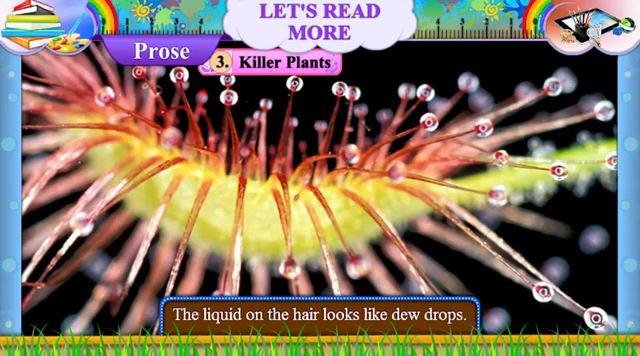 LET'S READ
MORE
Prose
3. Killer Plants
The liquid on the hair looks like dew drops.